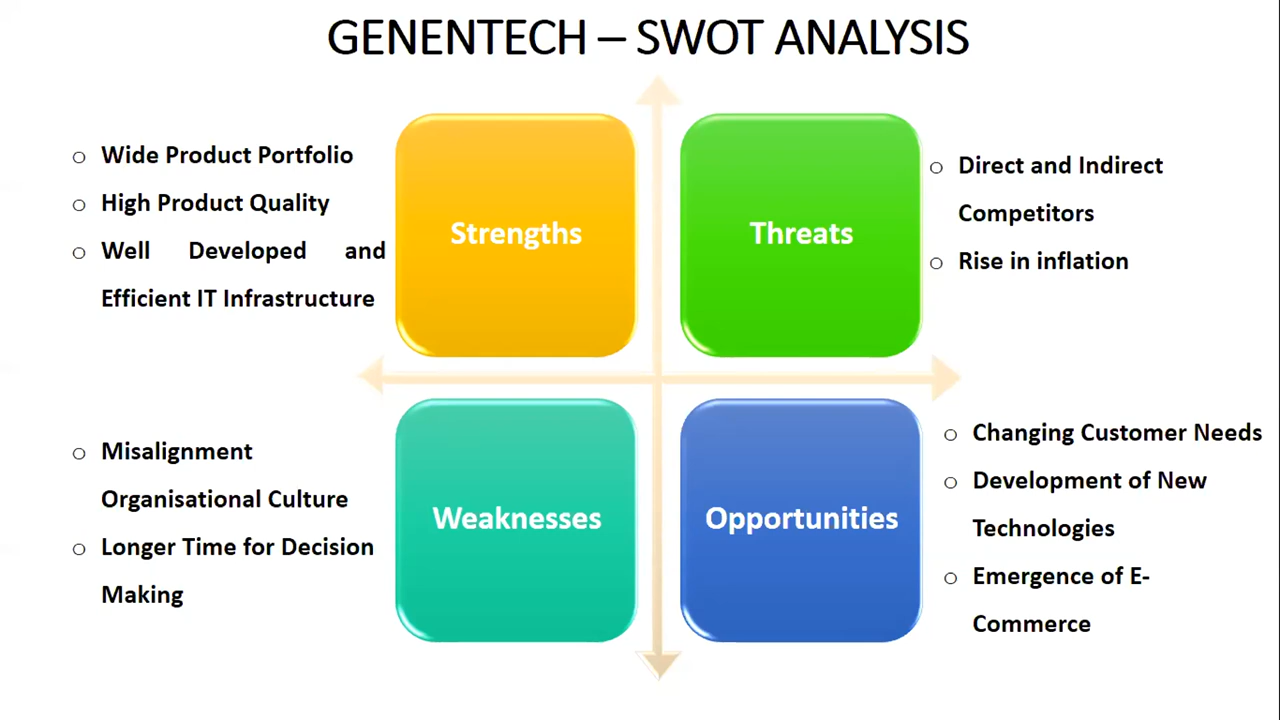 GENENTECH – SWOT ANALYSIS
o Wide Product Portfolio
o High Product Quality
o Well Developed and
Efficient IT Infrastructure
Strengths
Threats
o Direct and Indirect
Competitors
o Rise in inflation
o Misalignment
Organisational Culture
o Longer Time for Decision
Making
Weaknesses
Opportunities
o Changing Customer Needs
o Development of New
Technologies
o Emergence of E-
Commerce